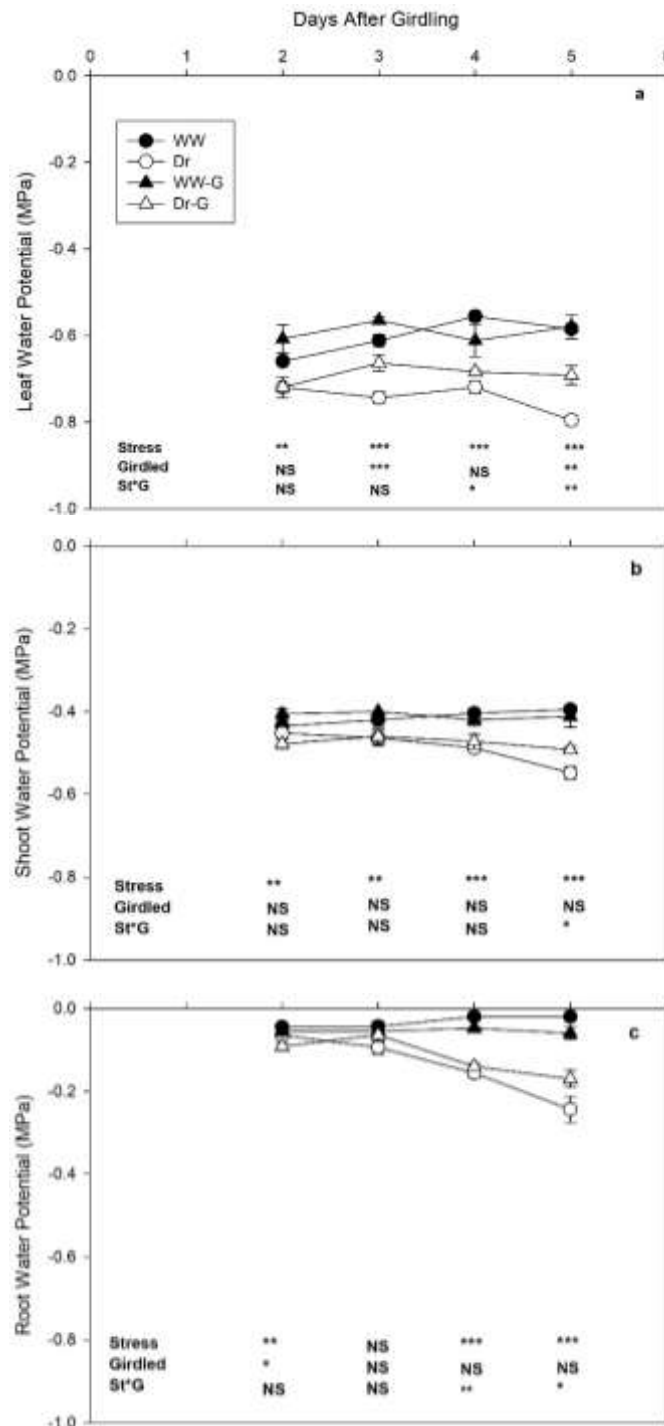 Days After Girdling
0 1 2 3 4 5
0.0 a
WW
Dr
WW-G
Dr-G
-0.2
-0.4
-0.6
-0.8
-1.0
Leaf Water Potential (MPa)
Stress ** *** *** ***
Girdled NS *** NS **
St*G NS NS * **
0.0
b
-0.2
-0.4
-0.6
-0.8
-1.0
Shoot Water Potential (MPa)
Stress ** ** *** ***
Girdled NS NS NS NS
St*G NS NS NS *
0.0
c
-0.2
-0.4
-0.6
-0.8
-1.0
Root Water Potential (MPa)
Stress ** NS *** ***
Girdled * NS NS NS
St*G NS NS ** *